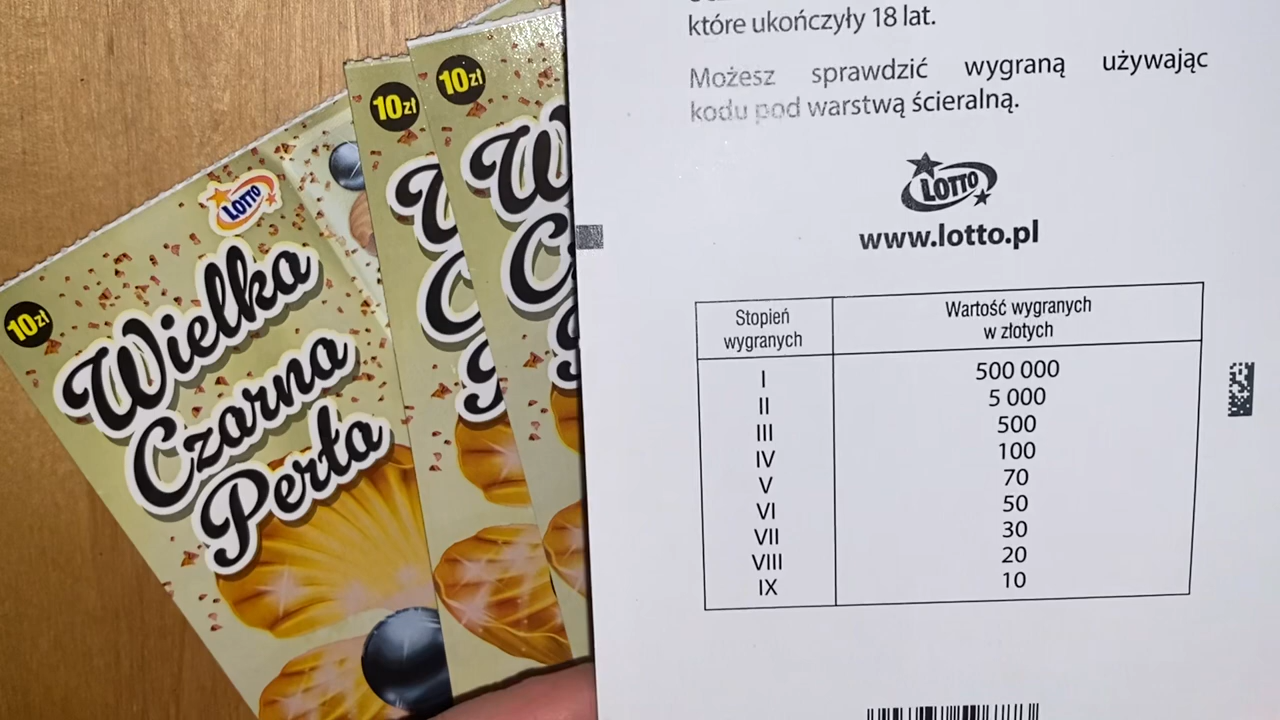 10zł
LOTTO
Wielka
Czarna
Perła
10zł
10zł
które ukończyły 18 lat.
Możesz sprawdzić wygraną używając
kodu pod warstwą ścieralną.
LOTTO
www.lotto.pl
Stopień wygranych
Wartość wygranych w złotych
I 500 000
II 5 000
III 500
IV 100
V 70
VI 50
VII 30
VIII 20
IX 10